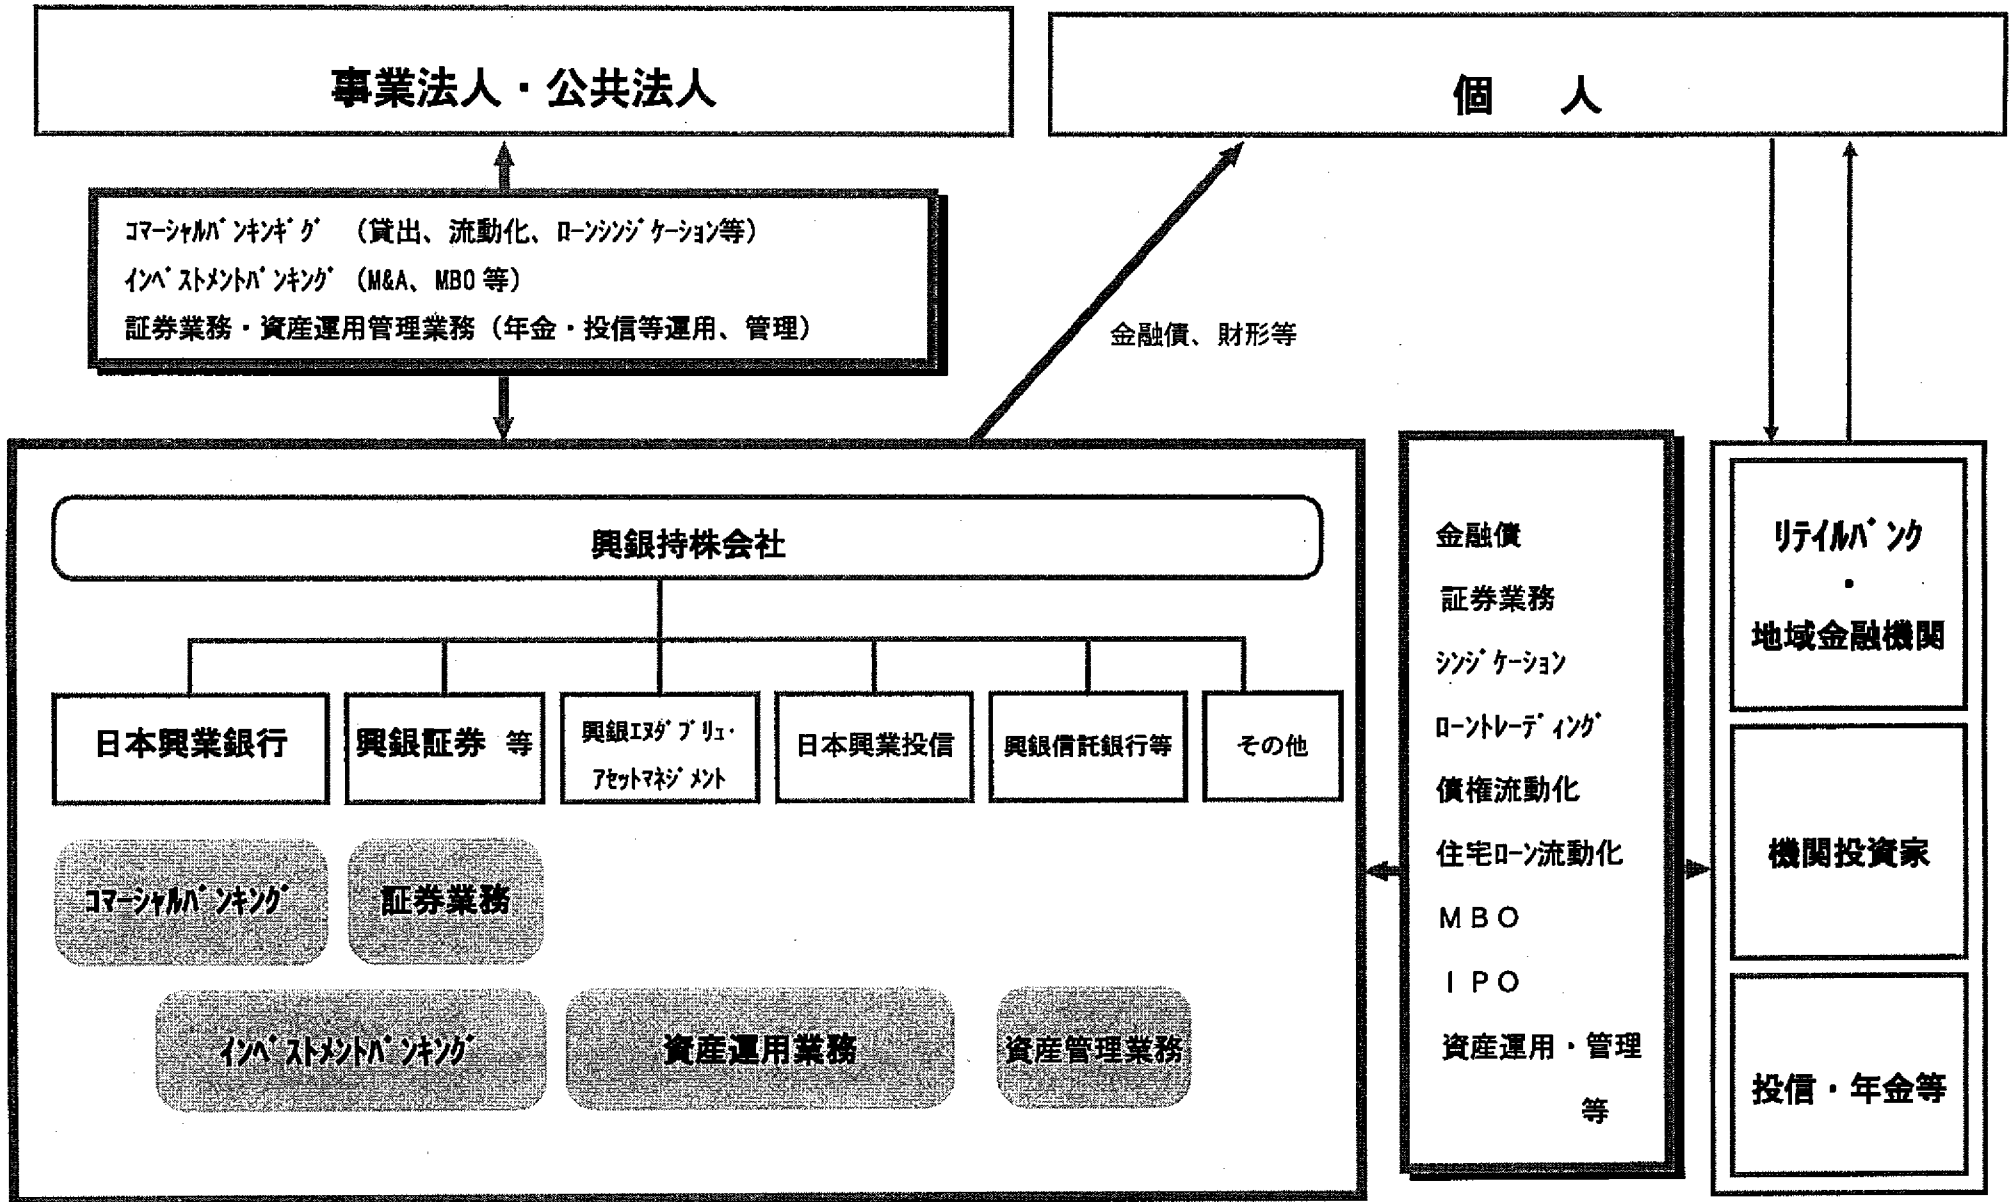 事業法人・公共法人
個　人
ｺﾏｰｼｬﾙﾊﾞﾝｷﾝｷﾞｸﾞ （貸出、流動化、ﾛｰﾝｼﾝｼﾞｹｰｼｮﾝ等）
ｲﾝﾍﾞｽﾄﾒﾝﾄﾊﾞﾝｷﾝｸﾞ （M&A、MBO 等）
証券業務・資産運用管理業務（年金・投信等運用、管理）
金融債、財形等
興銀持株会社
日本興業銀行
興銀証券 等
興銀ｴﾇﾀﾞﾌﾞﾘｭ・
ｱｾｯﾄﾏﾈｼﾞﾒﾝﾄ
日本興業投信
興銀信託銀行等
その他
ｺﾏｰｼｬﾙﾊﾞﾝｷﾝｸﾞ
証券業務
ｲﾝﾍﾞｽﾄﾒﾝﾄﾊﾞﾝｷﾝｸﾞ
資産運用業務
資産管理業務
金融債
証券業務
ｼﾝｼﾞｹｰｼｮﾝ
ﾛｰﾝﾄﾚｰﾃﾞｨﾝｸﾞ
債権流動化
住宅ﾛｰﾝ流動化
ＭＢＯ
ＩＰＯ
資産運用・管理
等
ﾘﾃｲﾙﾊﾞﾝｸ
・
地域金融機関
機関投資家
投信・年金等